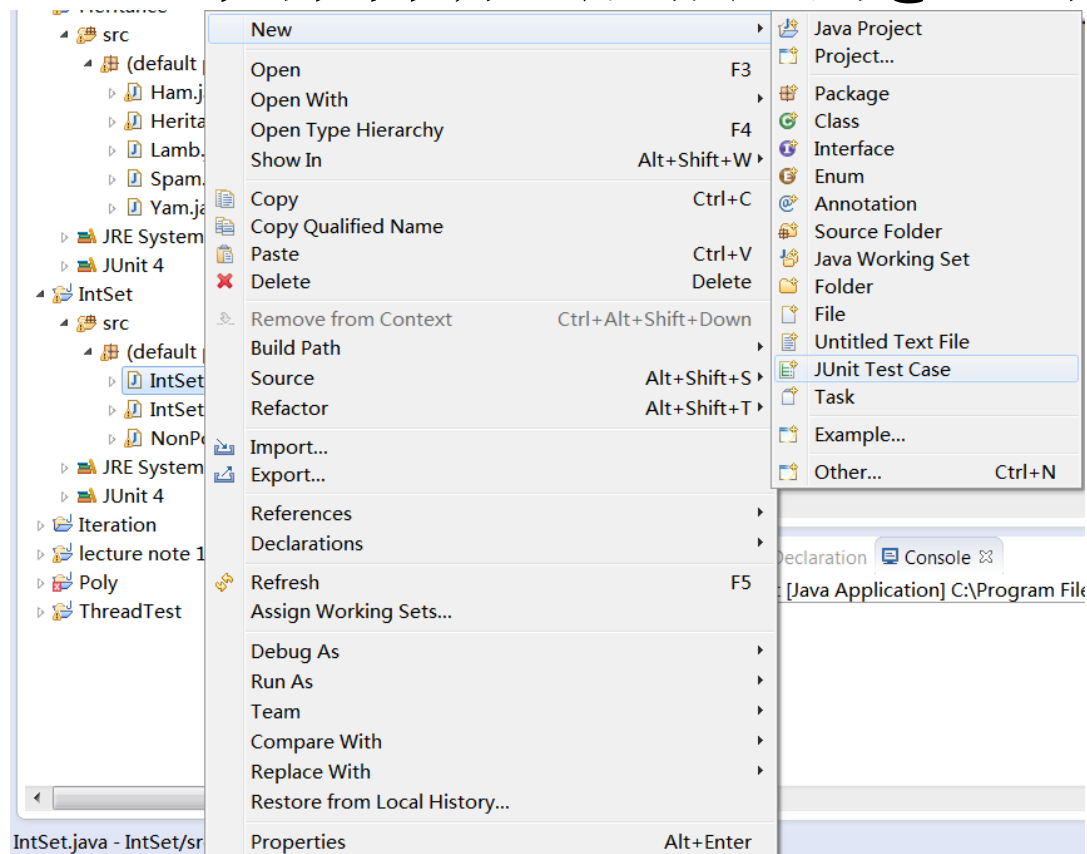 src
(default
Ham.j
Herita
Lamb.
Spam.
Yam.ja
JRE System
JUnit 4
IntSet
src
(default
IntSet
IntSet
NonPo
JRE System
JUnit 4
Iteration
lecture note 1
Poly
ThreadTest
IntSet.java - IntSet/sr
New
Open F3
Open With
Open Type Hierarchy F4
Show In Alt+Shift+W
Copy Ctrl+C
Copy Qualified Name
Paste Ctrl+V
Delete Delete
Remove from Context Ctrl+Alt+Shift+Down
Build Path
Source Alt+Shift+S
Refactor Alt+Shift+T
Import...
Export...
References
Declarations
Refresh F5
Assign Working Sets...
Debug As
Run As
Team
Compare With
Replace With
Restore from Local History...
Properties Alt+Enter
Java Project
Project...
Package
Class
Interface
Enum
Annotation
Source Folder
Java Working Set
Folder
File
Untitled Text File
JUnit Test Case
Task
Example...
Other... Ctrl+N
Declaration Console
[Java Application] C:\Program File